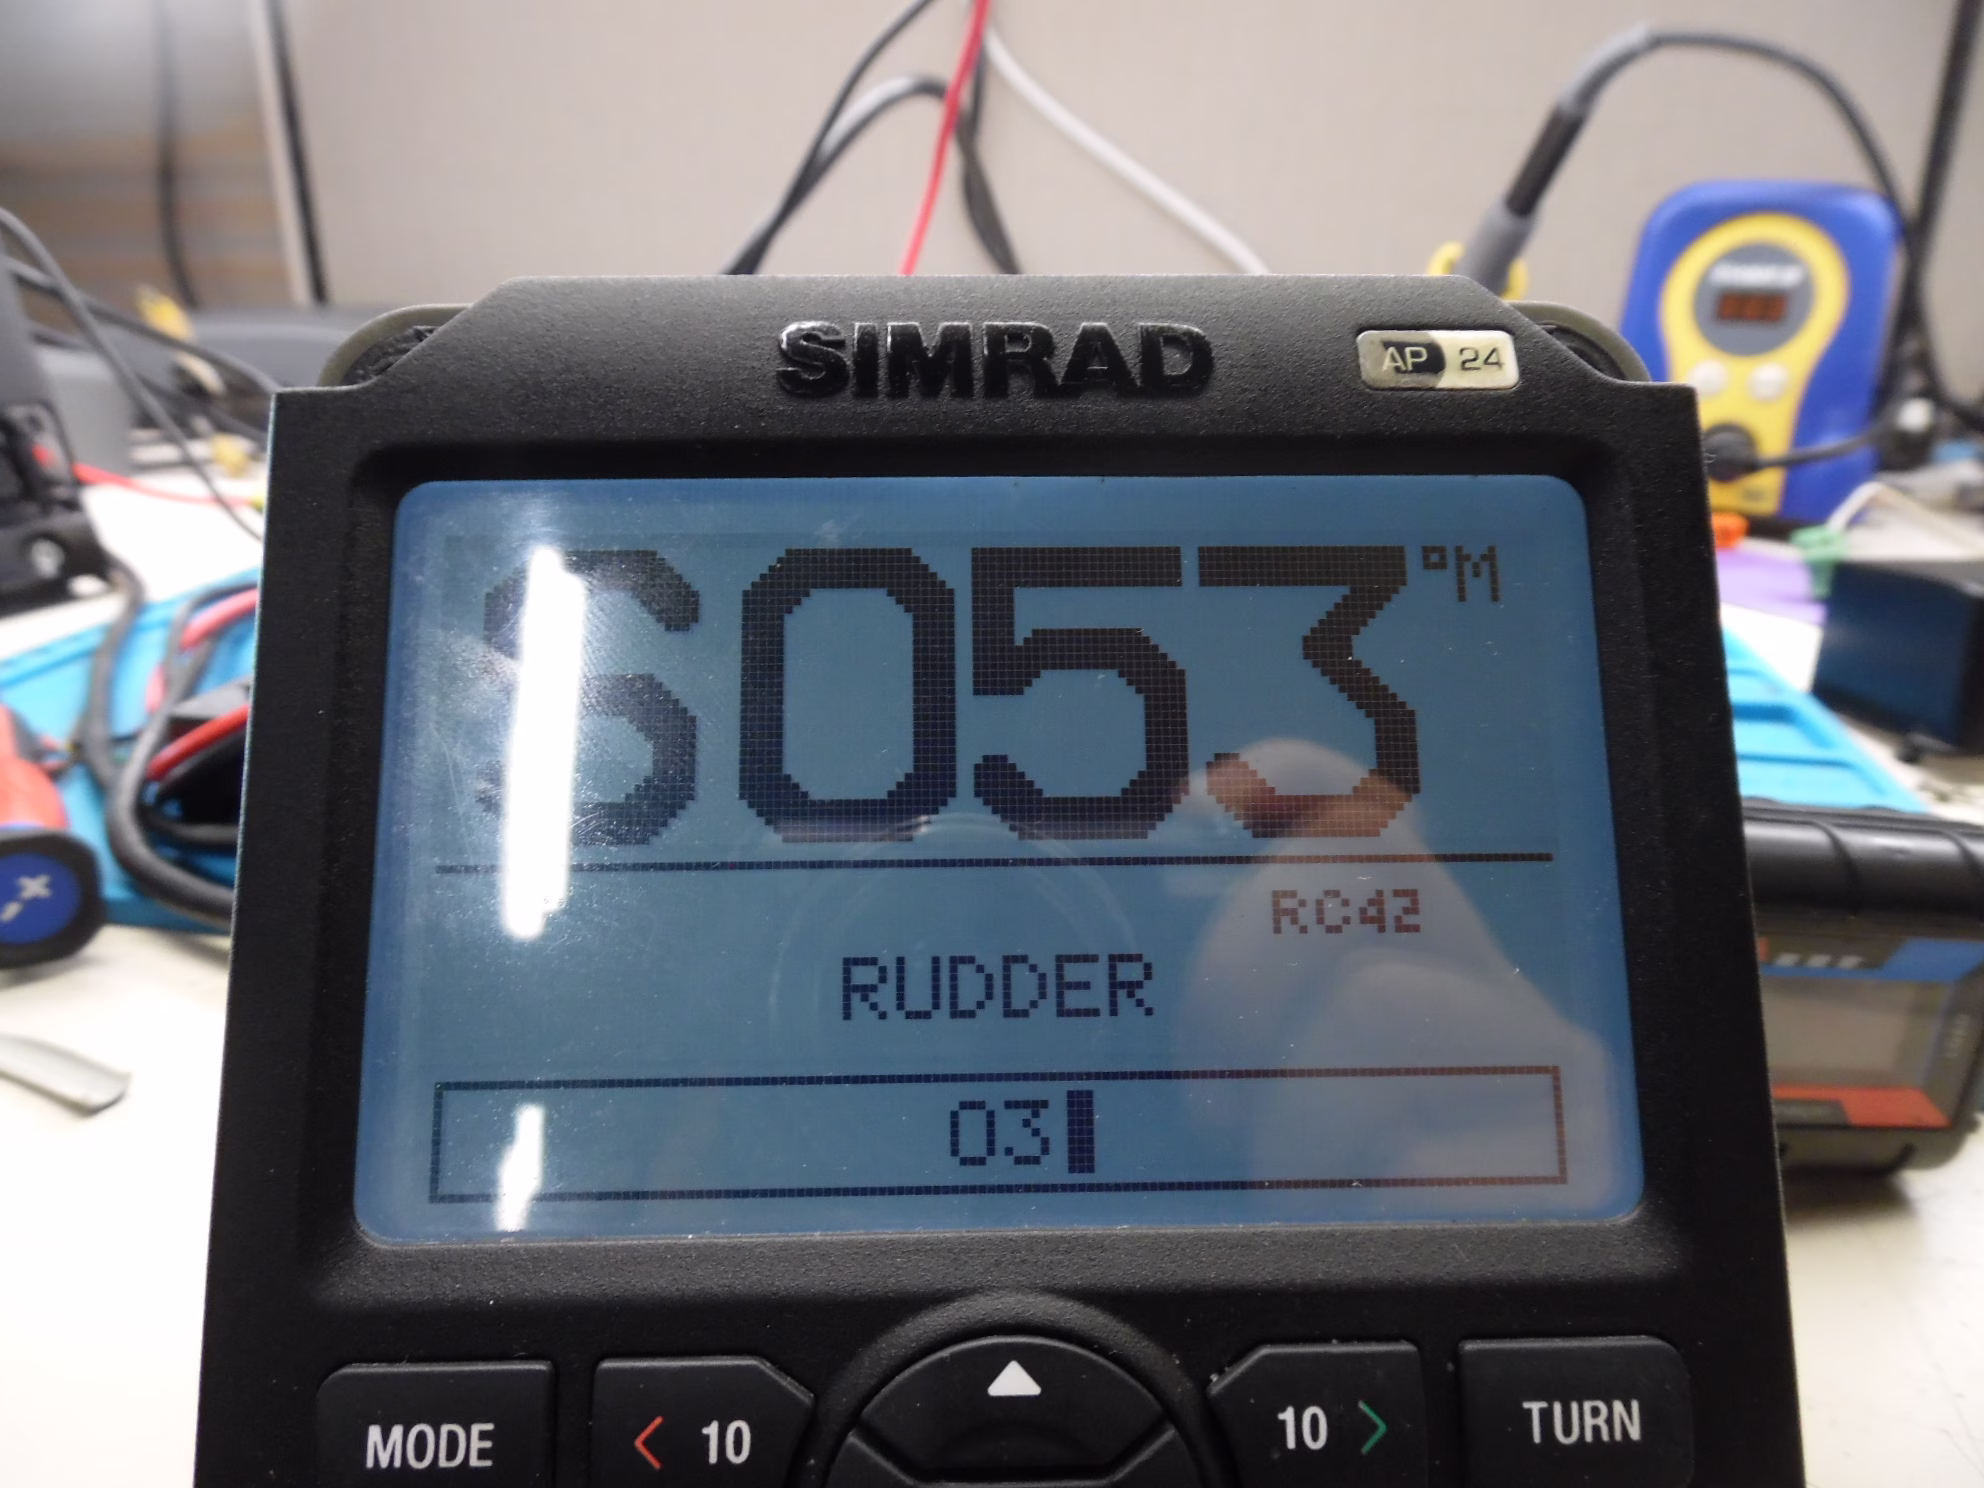 SIMRAD
AP 24
S053°M
RC42
RUDDER
03
MODE
< 10
10 >
TURN